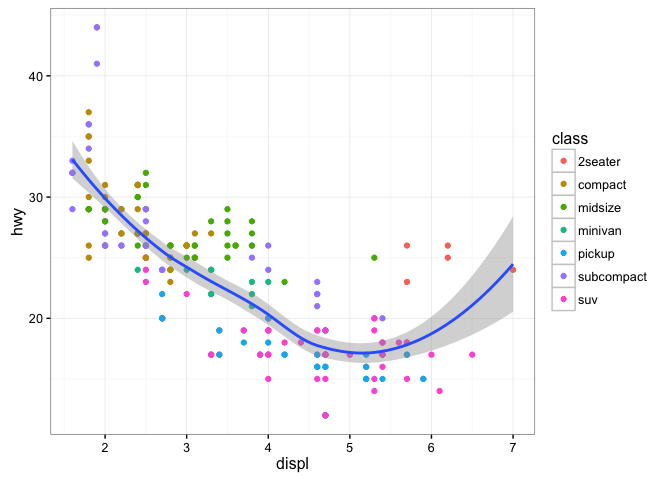 hwy
40
30
20
2
3
4
5
6
7
displ
class
2seater
compact
midsize
minivan
pickup
subcompact
suv